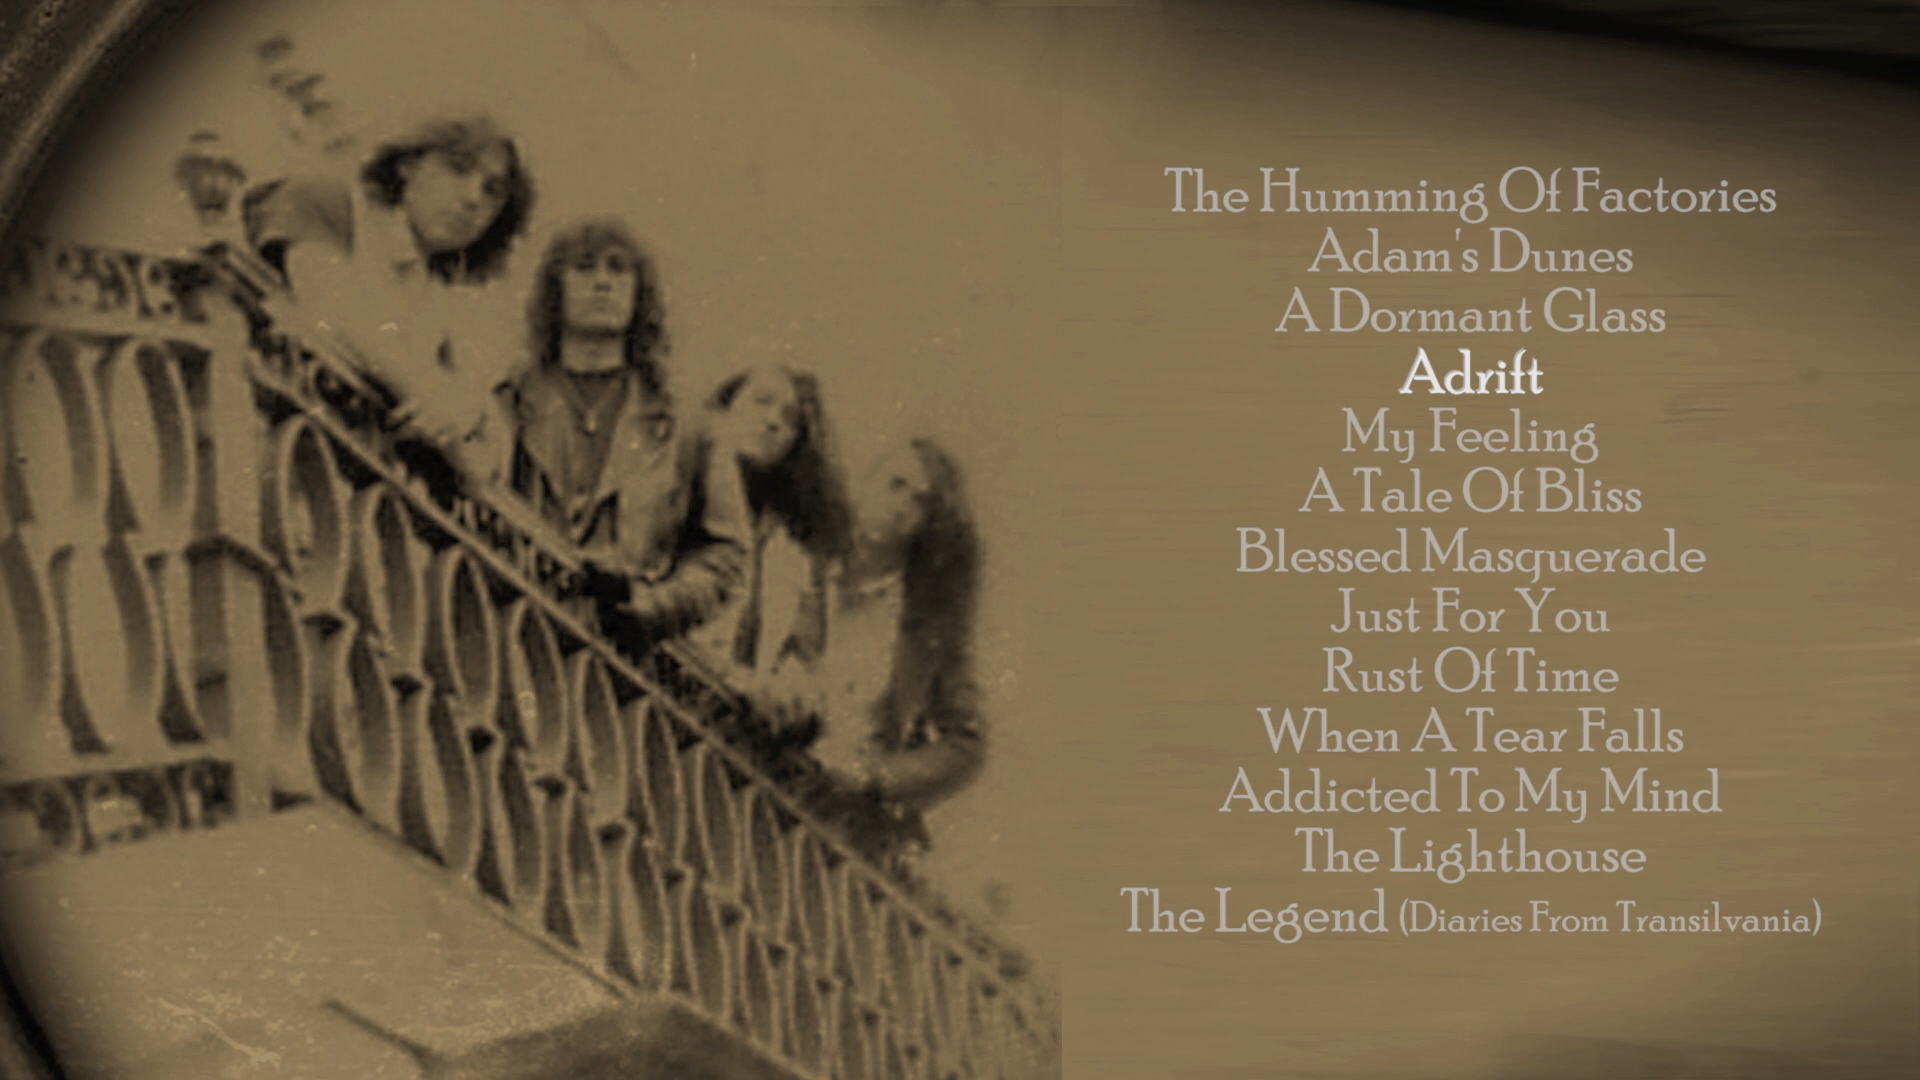 The Humming Of Factories
Adam's Dunes
A Dormant Glass
Adrift
My Feeling
A Tale Of Bliss
Blessed Masquerade
Just For You
Rust Of Time
When A Tear Falls
Addicted To My Mind
The Lighthouse
The Legend (Diaries From Transilvania)